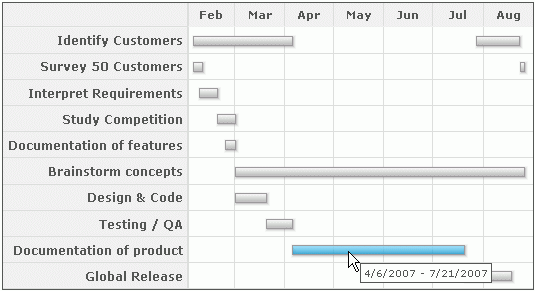 Feb Mar Apr May Jun Jul Aug
Identify Customers
Survey 50 Customers
Interpret Requirements
Study Competition
Documentation of features
Brainstorm concepts
Design & Code
Testing / QA
Documentation of product
4/6/2007 - 7/21/2007
Global Release